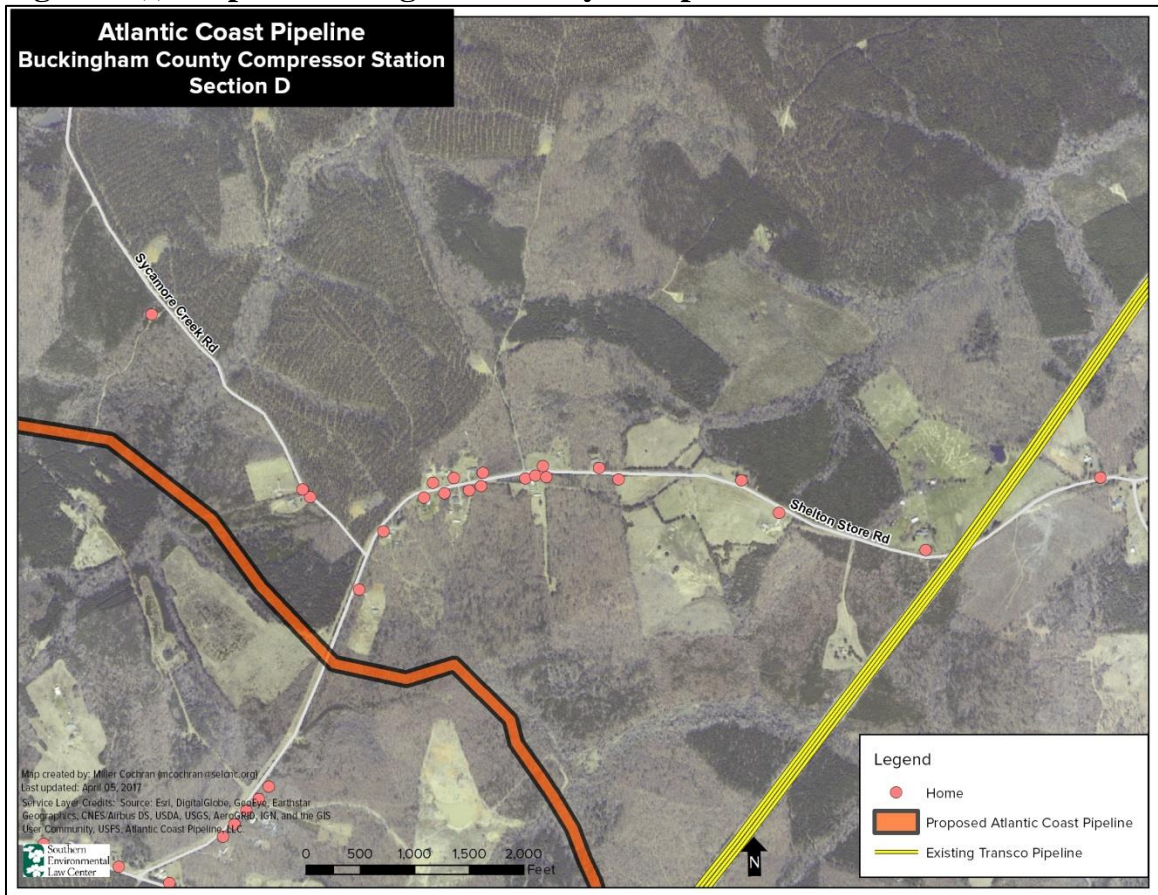 Atlantic Coast Pipeline
Buckingham County Compressor Station
Section D
Sycamore Creek Rd
Shelton Store Rd
Map created by: Miller Cochran (mcochran@selcnc.org)
Last updated: April 05, 2017
Service Layer Credits: Source: Esri, DigitalGlobe, GeoEye, Earthstar
Geographics, CNES/Airbus DS, USDA, USGS, AeroGRID, IGN, and the GIS
User Community, USFS, Atlantic Coast Pipeline, LLC
Southern
Environmental
Law Center
0 500 1,000 1,500 2,000
Feet
N
Legend
Home
Proposed Atlantic Coast Pipeline
Existing Transco Pipeline